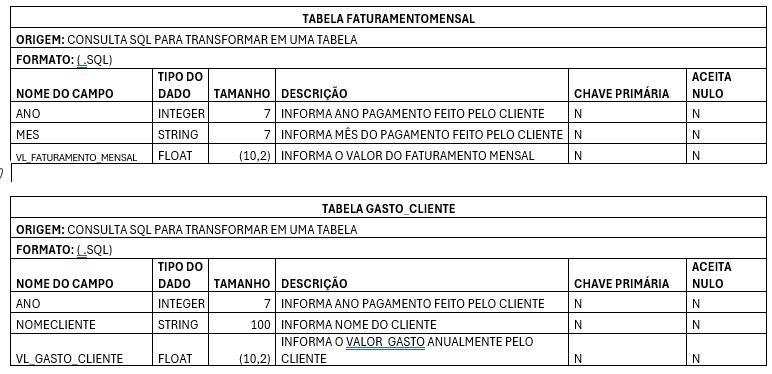 TABELA FATURAMENTOMENSAL
ORIGEM: CONSULTA SQL PARA TRANSFORMAR EM UMA TABELA
FORMATO: ( .SQL)
NOME DO CAMPO TIPO DO DADO TAMANHO DESCRIÇÃO CHAVE PRIMÁRIA ACEITA NULO
ANO INTEGER 7 INFORMA ANO PAGAMENTO FEITO PELO CLIENTE N N
MES STRING 7 INFORMA MÊS DO PAGAMENTO FEITO PELO CLIENTE N N
VL_FATURAMENTO_MENSAL FLOAT (10,2) INFORMA O VALOR DO FATURAMENTO MENSAL N N
TABELA GASTO_CLIENTE
ORIGEM: CONSULTA SQL PARA TRANSFORMAR EM UMA TABELA
FORMATO: ( .SQL)
NOME DO CAMPO TIPO DO DADO TAMANHO DESCRIÇÃO CHAVE PRIMÁRIA ACEITA NULO
ANO INTEGER 7 INFORMA ANO PAGAMENTO FEITO PELO CLIENTE N N
NOMECLIENTE STRING 100 INFORMA NOME DO CLIENTE N N
VL_GASTO_CLIENTE FLOAT (10,2) INFORMA O VALOR GASTO ANUALMENTE PELO CLIENTE N N